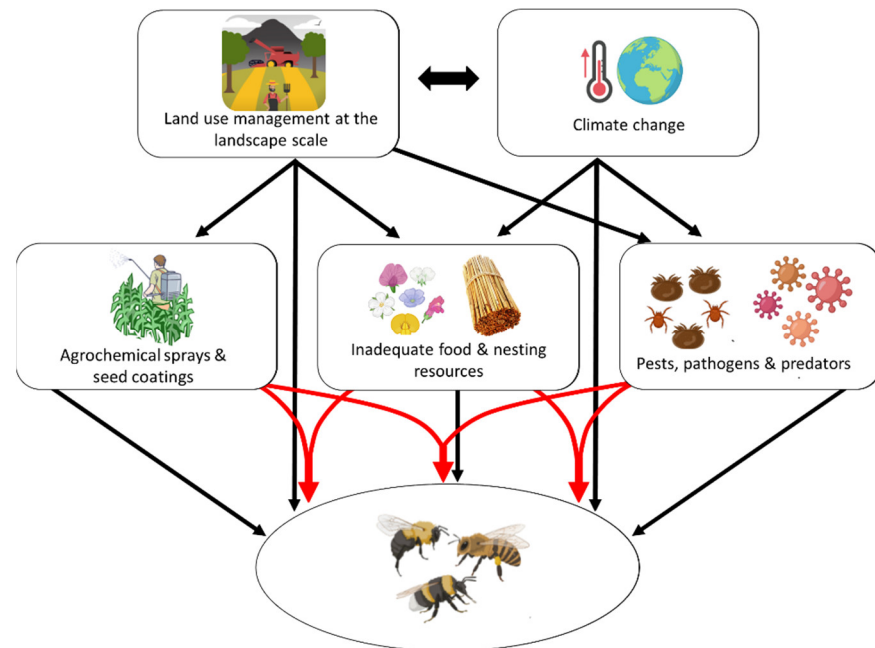 Land use management at the
landscape scale
Climate change
Agrochemical sprays &
seed coatings
Inadequate food & nesting
resources
Pests, pathogens & predators